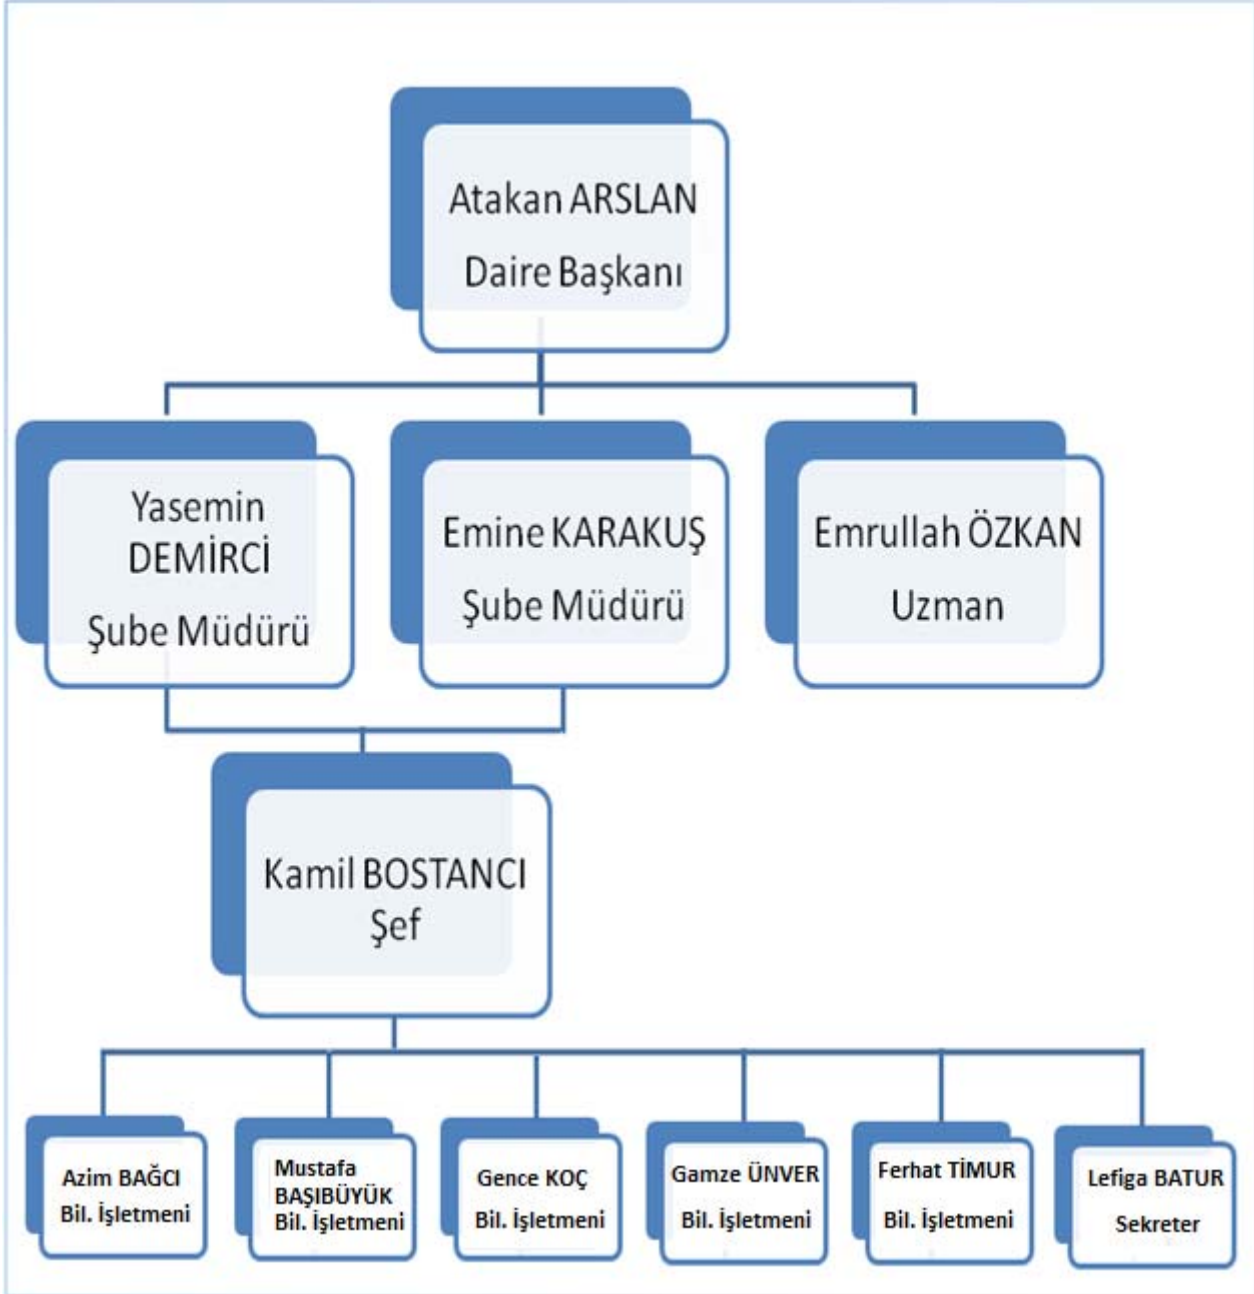 Atakan ARSLAN
Daire Başkanı
Yasemin
DEMİRCİ
Şube Müdürü
Emine KARAKUŞ
Şube Müdürü
Emrullah ÖZKAN
Uzman
Kamil BOSTANCI
Şef
Azim BAĞCI
Bil. İşletmeni
Mustafa
BAŞIBÜYÜK
Bil. İşletmeni
Gence KOÇ
Bil. İşletmeni
Gamze ÜNVER
Bil. İşletmeni
Ferhat TİMUR
Bil. İşletmeni
Lefiga BATUR
Sekreter